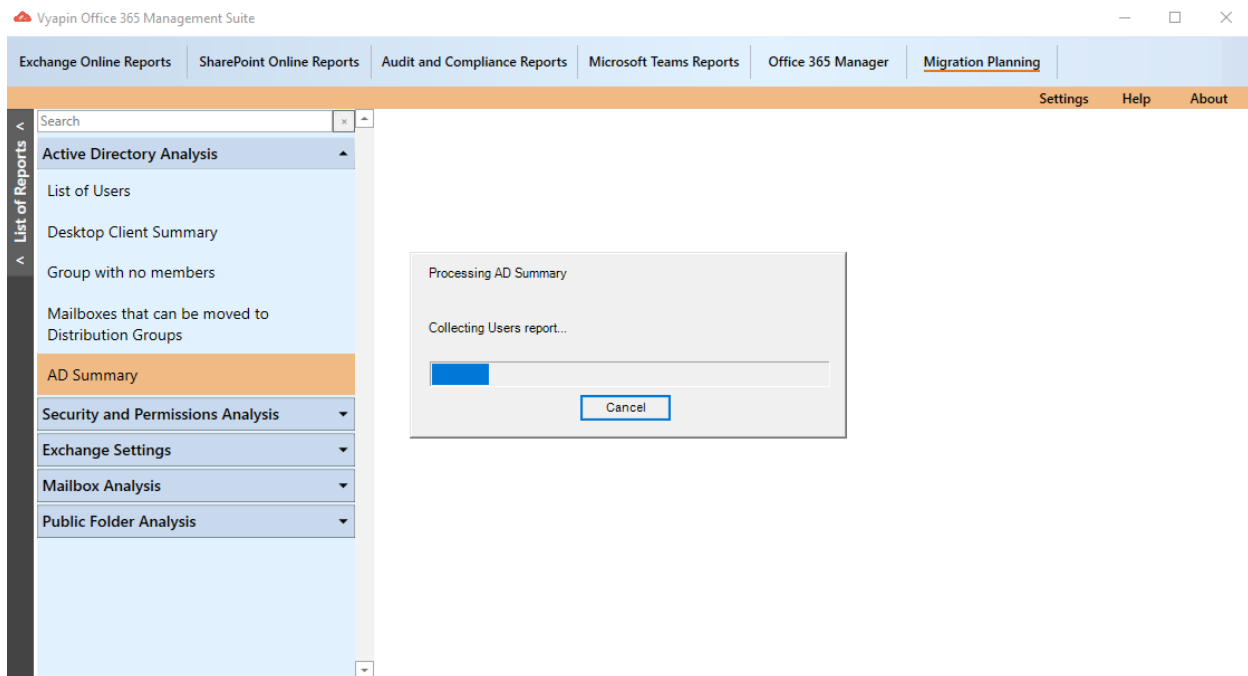 Vyapin Office 365 Management Suite
Exchange Online Reports
SharePoint Online Reports
Audit and Compliance Reports
Microsoft Teams Reports
Office 365 Manager
Migration Planning
Settings
Help
About
< List of Reports <
Search
Active Directory Analysis
List of Users
Desktop Client Summary
Group with no members
Mailboxes that can be moved to
Distribution Groups
AD Summary
Security and Permissions Analysis
Exchange Settings
Mailbox Analysis
Public Folder Analysis
Processing AD Summary
Collecting Users report...
Cancel